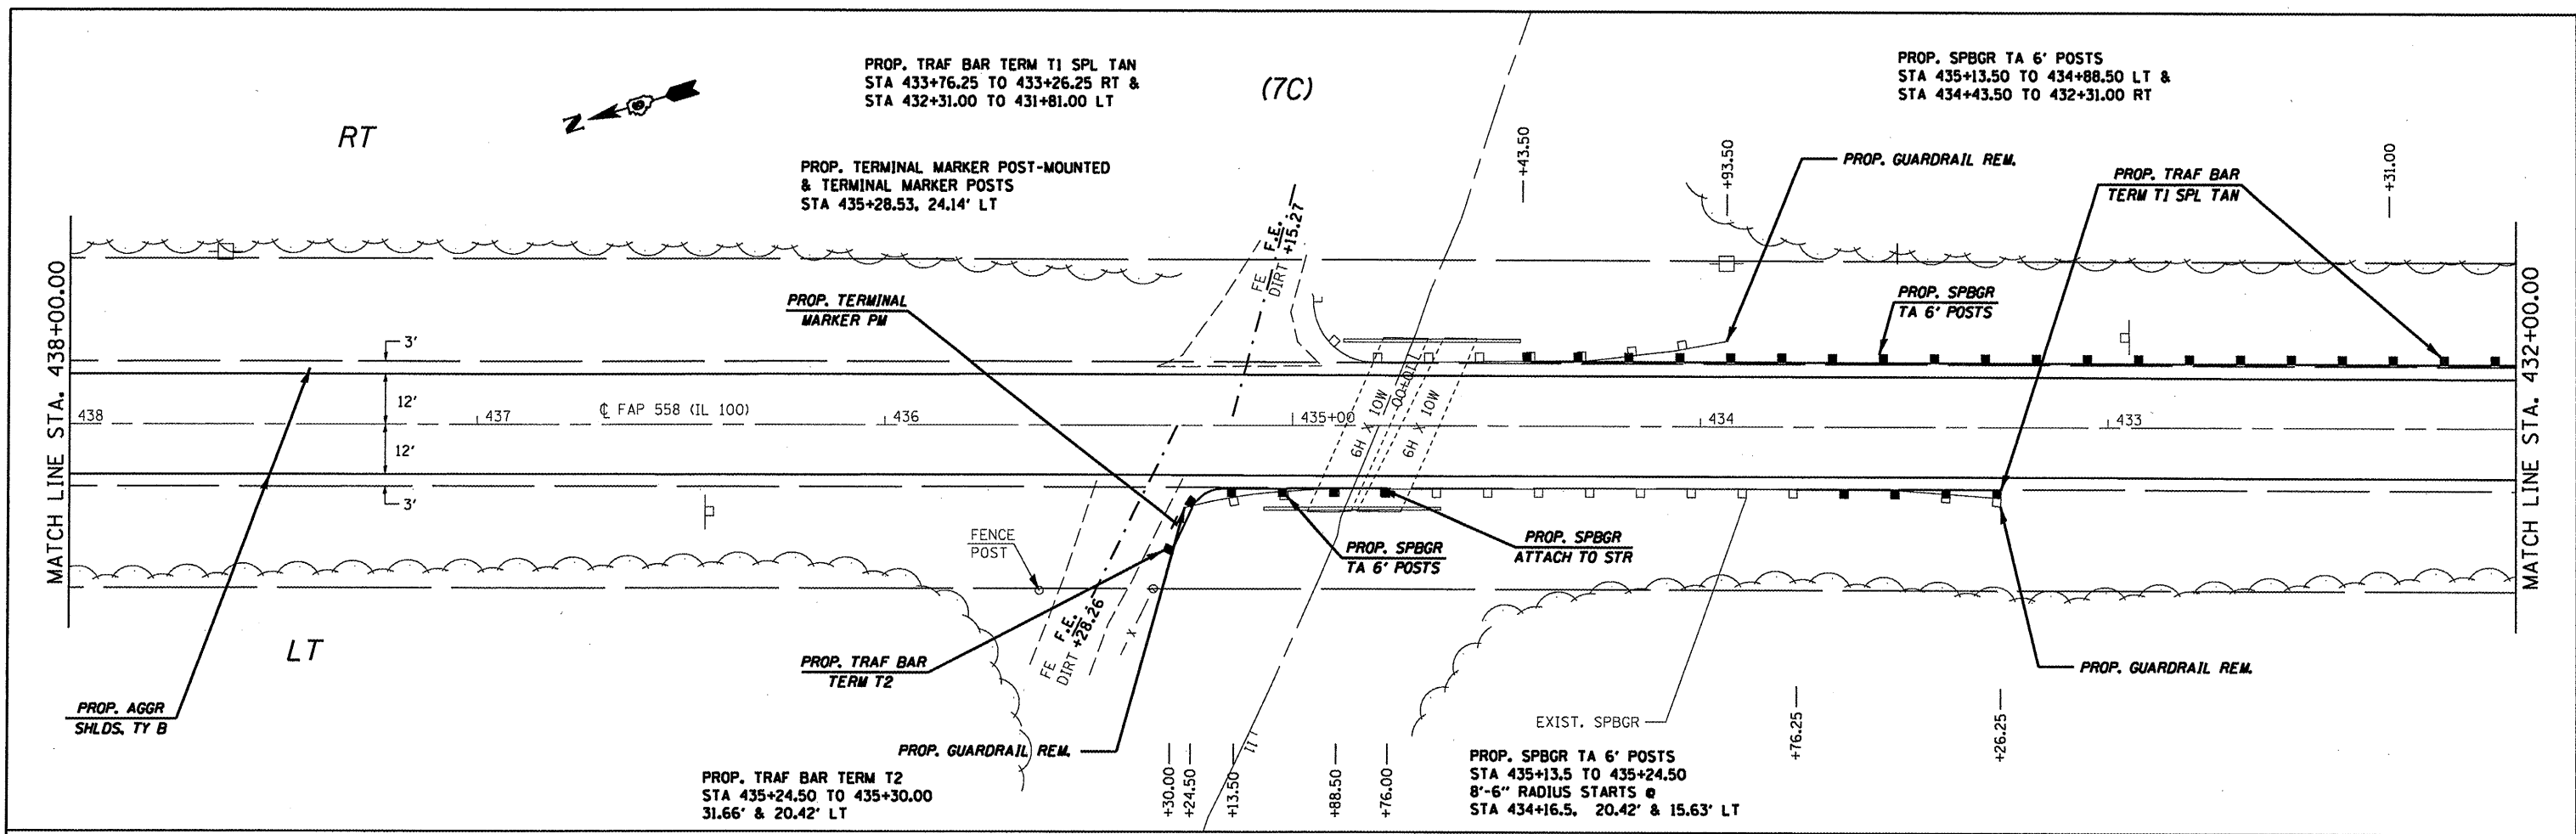 PROP. TRAF BAR TERM T1 SPL TAN
STA 433+76.25 TO 433+26.25 RT &
STA 432+31.00 TO 431+81.00 LT
(7C)
PROP. SPBGR TA 6' POSTS
STA 435+13.50 TO 434+88.50 LT &
STA 434+43.50 TO 432+31.00 RT
N
RT
PROP. TERMINAL MARKER POST-MOUNTED
& TERMINAL MARKER POSTS
STA 435+28.53, 24.14' LT
+43.50
+93.50
PROP. GUARDRAIL REM.
PROP. TRAF BAR
TERM T1 SPL TAN
+31.00
F.E.
+15.27
FE
DIRT
MATCH LINE STA. 438+00.00
MATCH LINE STA. 432+00.00
PROP. TERMINAL
MARKER PM
PROP. SPBGR
TA 6' POSTS
3'
12'
438
437
℄ FAP 558 (IL 100)
436
435+00
434
433
6H X 10W
6H X 10W
12'
3'
FENCE
POST
PROP. SPBGR
TA 6' POSTS
PROP. SPBGR
ATTACH TO STR
F.E.
+28.26
FE
DIRT
X
LT
PROP. TRAF BAR
TERM T2
PROP. GUARDRAIL REM.
PROP. AGGR
SHLDS. TY B
PROP. GUARDRAIL REM.
EXIST. SPBGR
+76.25
+26.25
PROP. TRAF BAR TERM T2
STA 435+24.50 TO 435+30.00
31.66' & 20.42' LT
+30.00
+24.50
+13.50
+88.50
+76.00
PROP. SPBGR TA 6' POSTS
STA 435+13.5 TO 435+24.50
8'-6" RADIUS STARTS @
STA 434+16.5, 20.42' & 15.63' LT